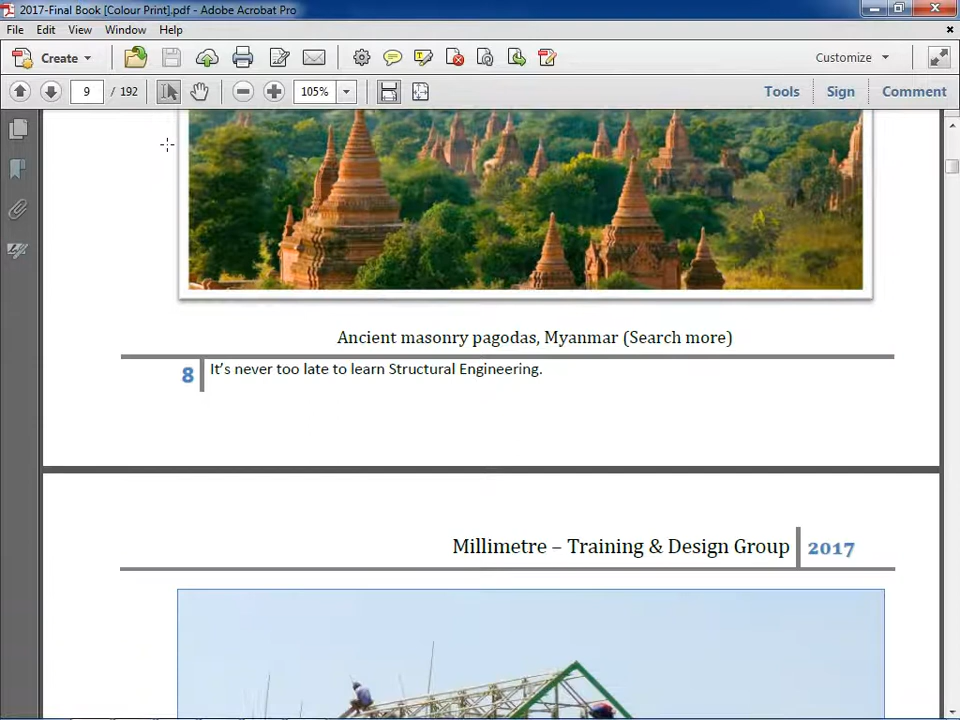 2017-Final Book [Colour Print].pdf - Adobe Acrobat Pro
File Edit View Window Help
Create Customize
9 / 192 105% Tools Sign Comment
Ancient masonry pagodas, Myanmar (Search more)
8 It's never too late to learn Structural Engineering.
Millimetre – Training & Design Group 2017